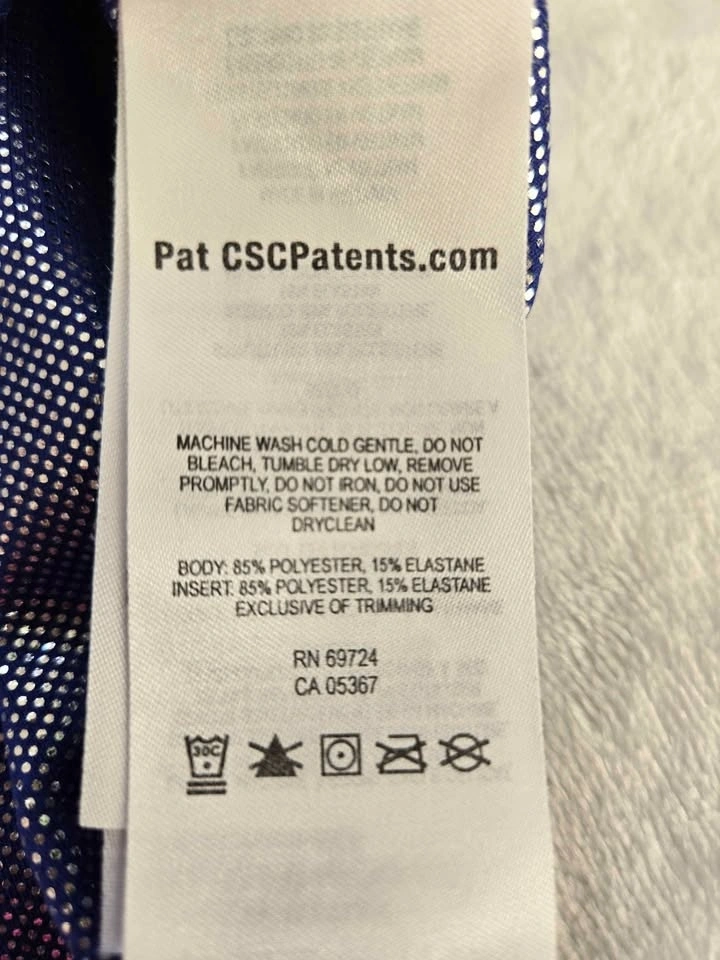 Pat CSCPatents.com
MACHINE WASH COLD GENTLE, DO NOT
BLEACH, TUMBLE DRY LOW, REMOVE
PROMPTLY, DO NOT IRON, DO NOT USE
FABRIC SOFTENER, DO NOT
DRYCLEAN
BODY: 85% POLYESTER, 15% ELASTANE
INSERT: 85% POLYESTER, 15% ELASTANE
EXCLUSIVE OF TRIMMING
RN 69724
CA 05367
30C